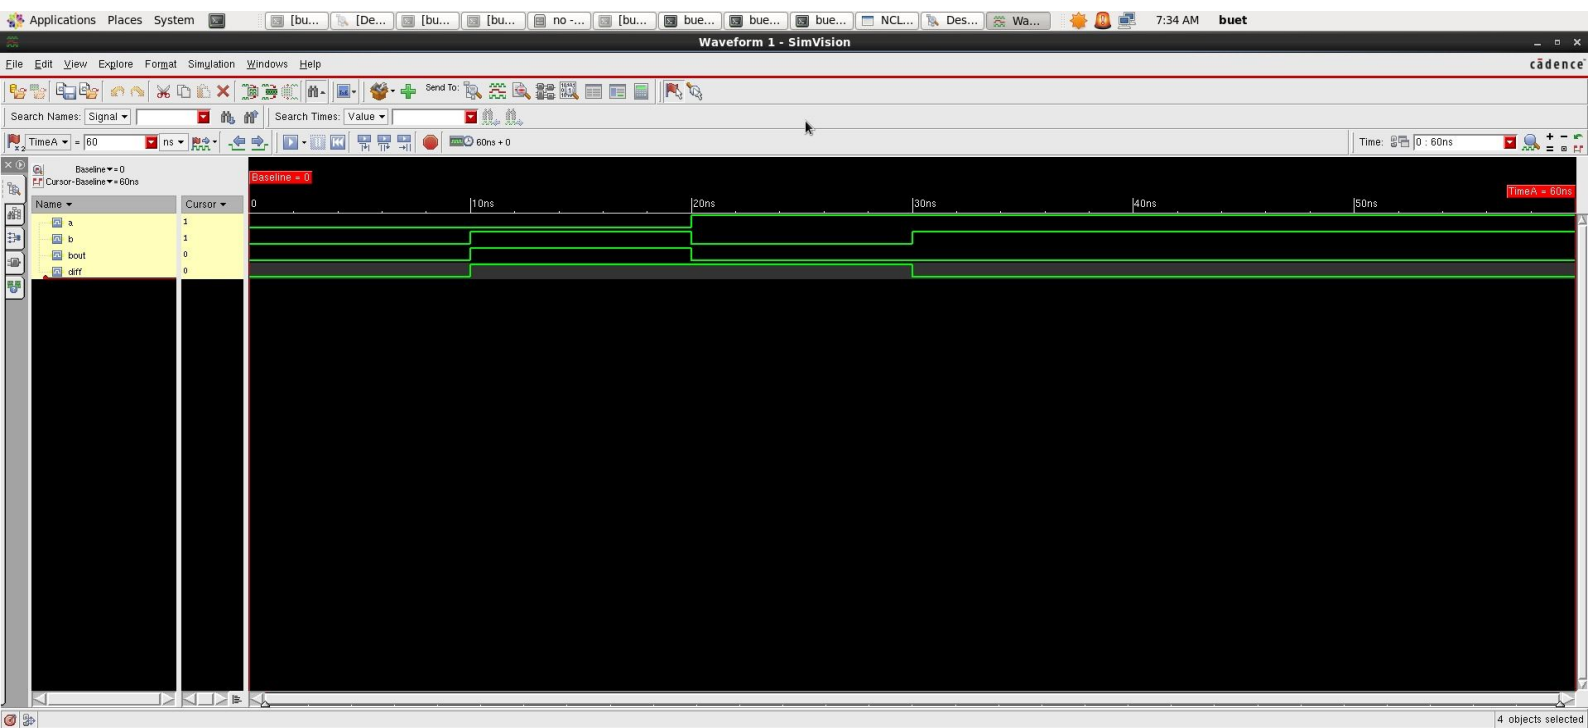 Applications Places System [bu... [De... [bu... [bu... no -... [bu... bue... bue... bue... NCL... Des... Wa... 7:34 AM buet
Waveform 1 - SimVision
File Edit View Explore Format Simulation Windows Help cādence
Send To:
Search Names: Signal Search Times: Value
TimeA = 60 ns 60ns + 0 Time: 0 : 60ns
Baseline = 0
Cursor-Baseline = 60ns
Baseline = 0
TimeA = 60ns
Name Cursor 0 10ns 20ns 30ns 40ns 50ns
a 1
b 1
bout 0
diff 0
4 objects selected